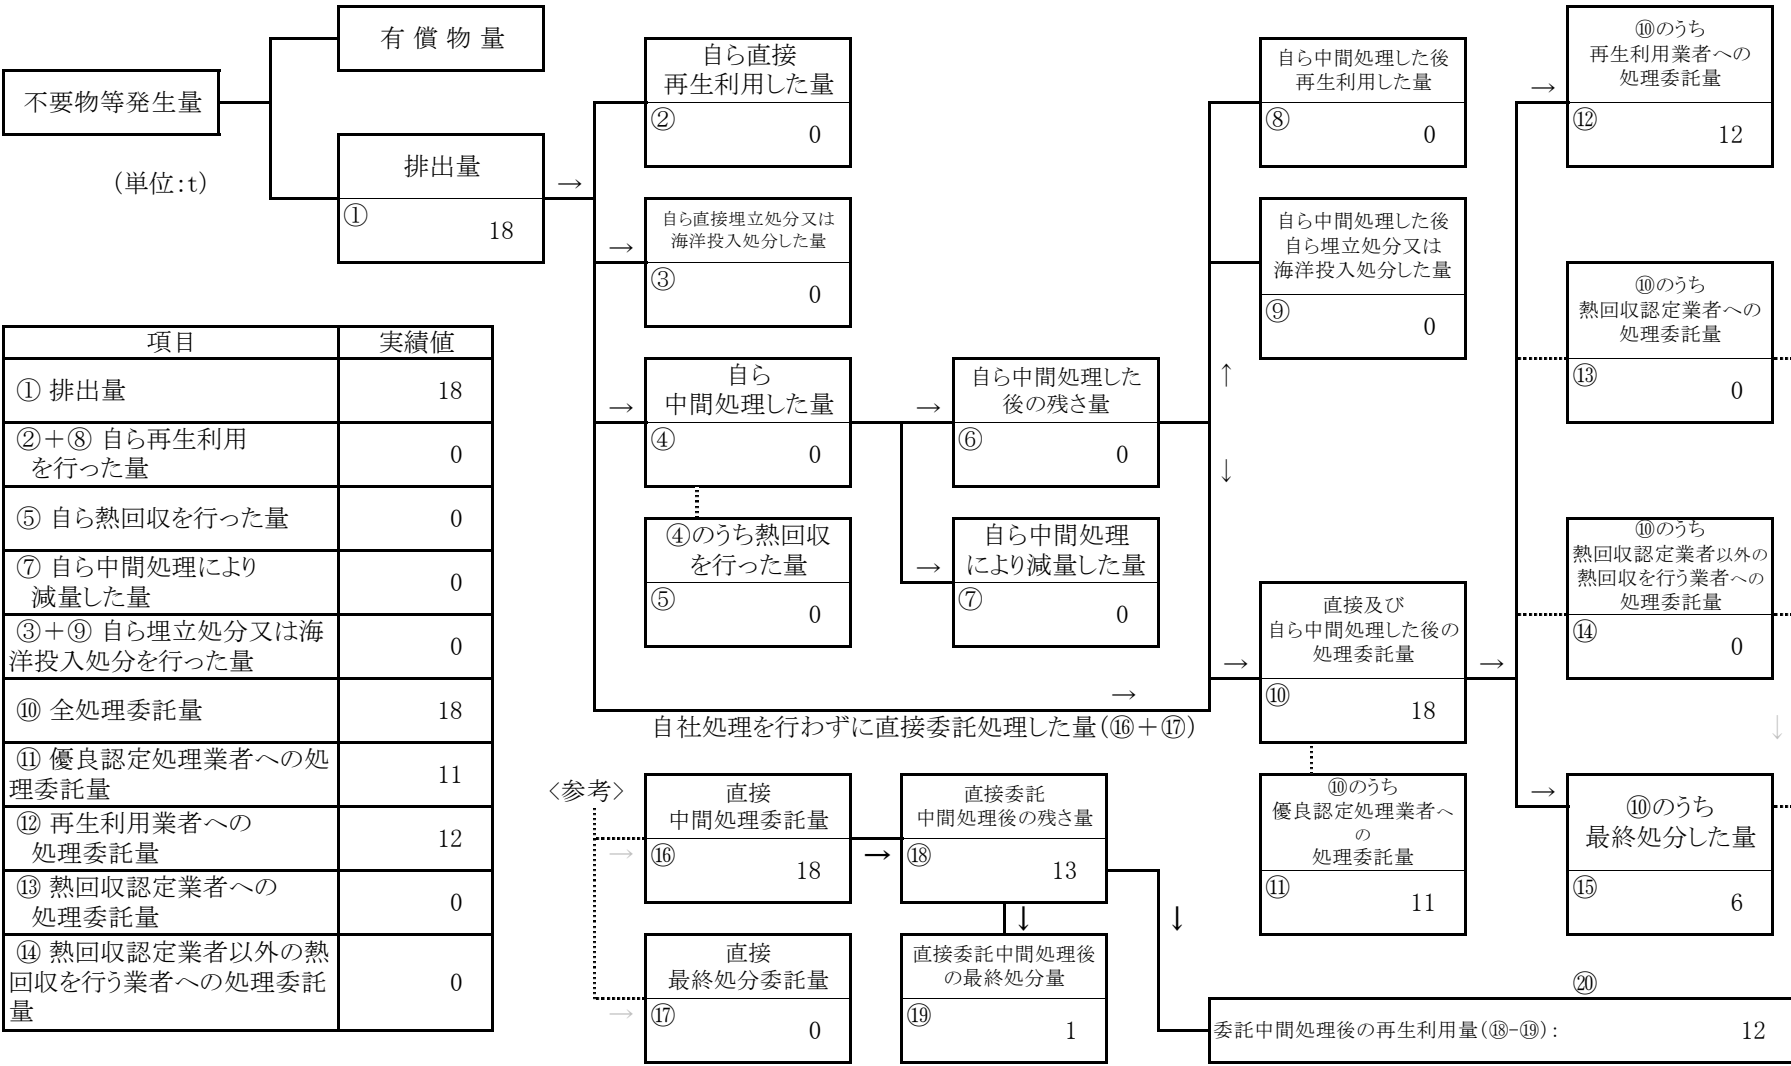 有 償 物 量
不要物等発生量
(単位:t)
排出量
→
①
18
自ら直接
再生利用した量
②
0
→
自ら直接埋立処分又は
海洋投入処分した量
③
0
→
自ら
中間処理した量
④
0
④のうち熱回収
を行った量
⑤
0
→
自ら中間処理した
後の残さ量
⑥
0
→
自ら中間処理
により減量した量
⑦
0
自ら中間処理した後
再生利用した量
⑧
0
自ら中間処理した後
自ら埋立処分又は
海洋投入処分した量
⑨
0
↑
↓
→
直接及び
自ら中間処理した後の
処理委託量
⑩
18
→
⑩のうち
優良認定処理業者へ
の
処理委託量
⑪
11
→
⑩のうち
再生利用業者への
処理委託量
⑫
12
⑩のうち
熱回収認定業者への
処理委託量
⑬
0
⑩のうち
熱回収認定業者以外の
熱回収を行う業者への
処理委託量
⑭
0
↓
→
⑩のうち
最終処分した量
⑮
6
→
自社処理を行わずに直接委託処理した量(⑯+⑰)
<参考>
→
直接
中間処理委託量
⑯
18
→
直接
最終処分委託量
⑰
0
→
直接委託
中間処理後の残さ量
⑱
13
↓
直接委託中間処理後
の最終処分量
⑲
1
↓
⑳
委託中間処理後の再生利用量(⑱-⑲): 12
項目 実績値
① 排出量 18
②+⑧ 自ら再生利用
を行った量 0
⑤ 自ら熱回収を行った量 0
⑦ 自ら中間処理により
減量した量 0
③+⑨ 自ら埋立処分又は海
洋投入処分を行った量 0
⑩ 全処理委託量 18
⑪ 優良認定処理業者への処
理委託量 11
⑫ 再生利用業者への
処理委託量 12
⑬ 熱回収認定業者への
処理委託量 0
⑭ 熱回収認定業者以外の熱
回収を行う業者への処理委託 0
量